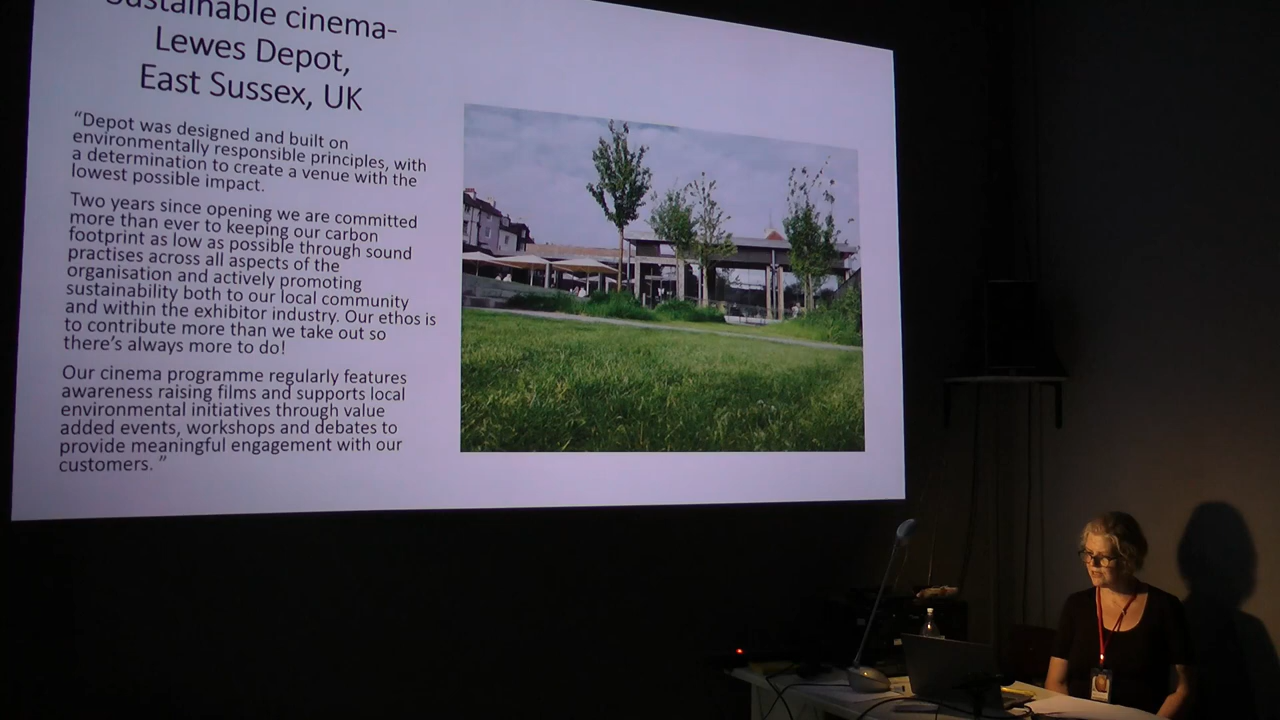 Sustainable cinema-
Lewes Depot,
East Sussex, UK
“Depot was designed and built on
environmentally responsible principles, with
a determination to create a venue with the
lowest possible impact.
Two years since opening we are committed
more than ever to keeping our carbon
footprint as low as possible through sound
practises across all aspects of the
organisation and actively promoting
sustainability both to our local community
and within the exhibitor industry. Our ethos is
to contribute more than we take out so
there’s always more to do!
Our cinema programme regularly features
awareness raising films and supports local
environmental initiatives through value
added events, workshops and debates to
provide meaningful engagement with our
customers. ”